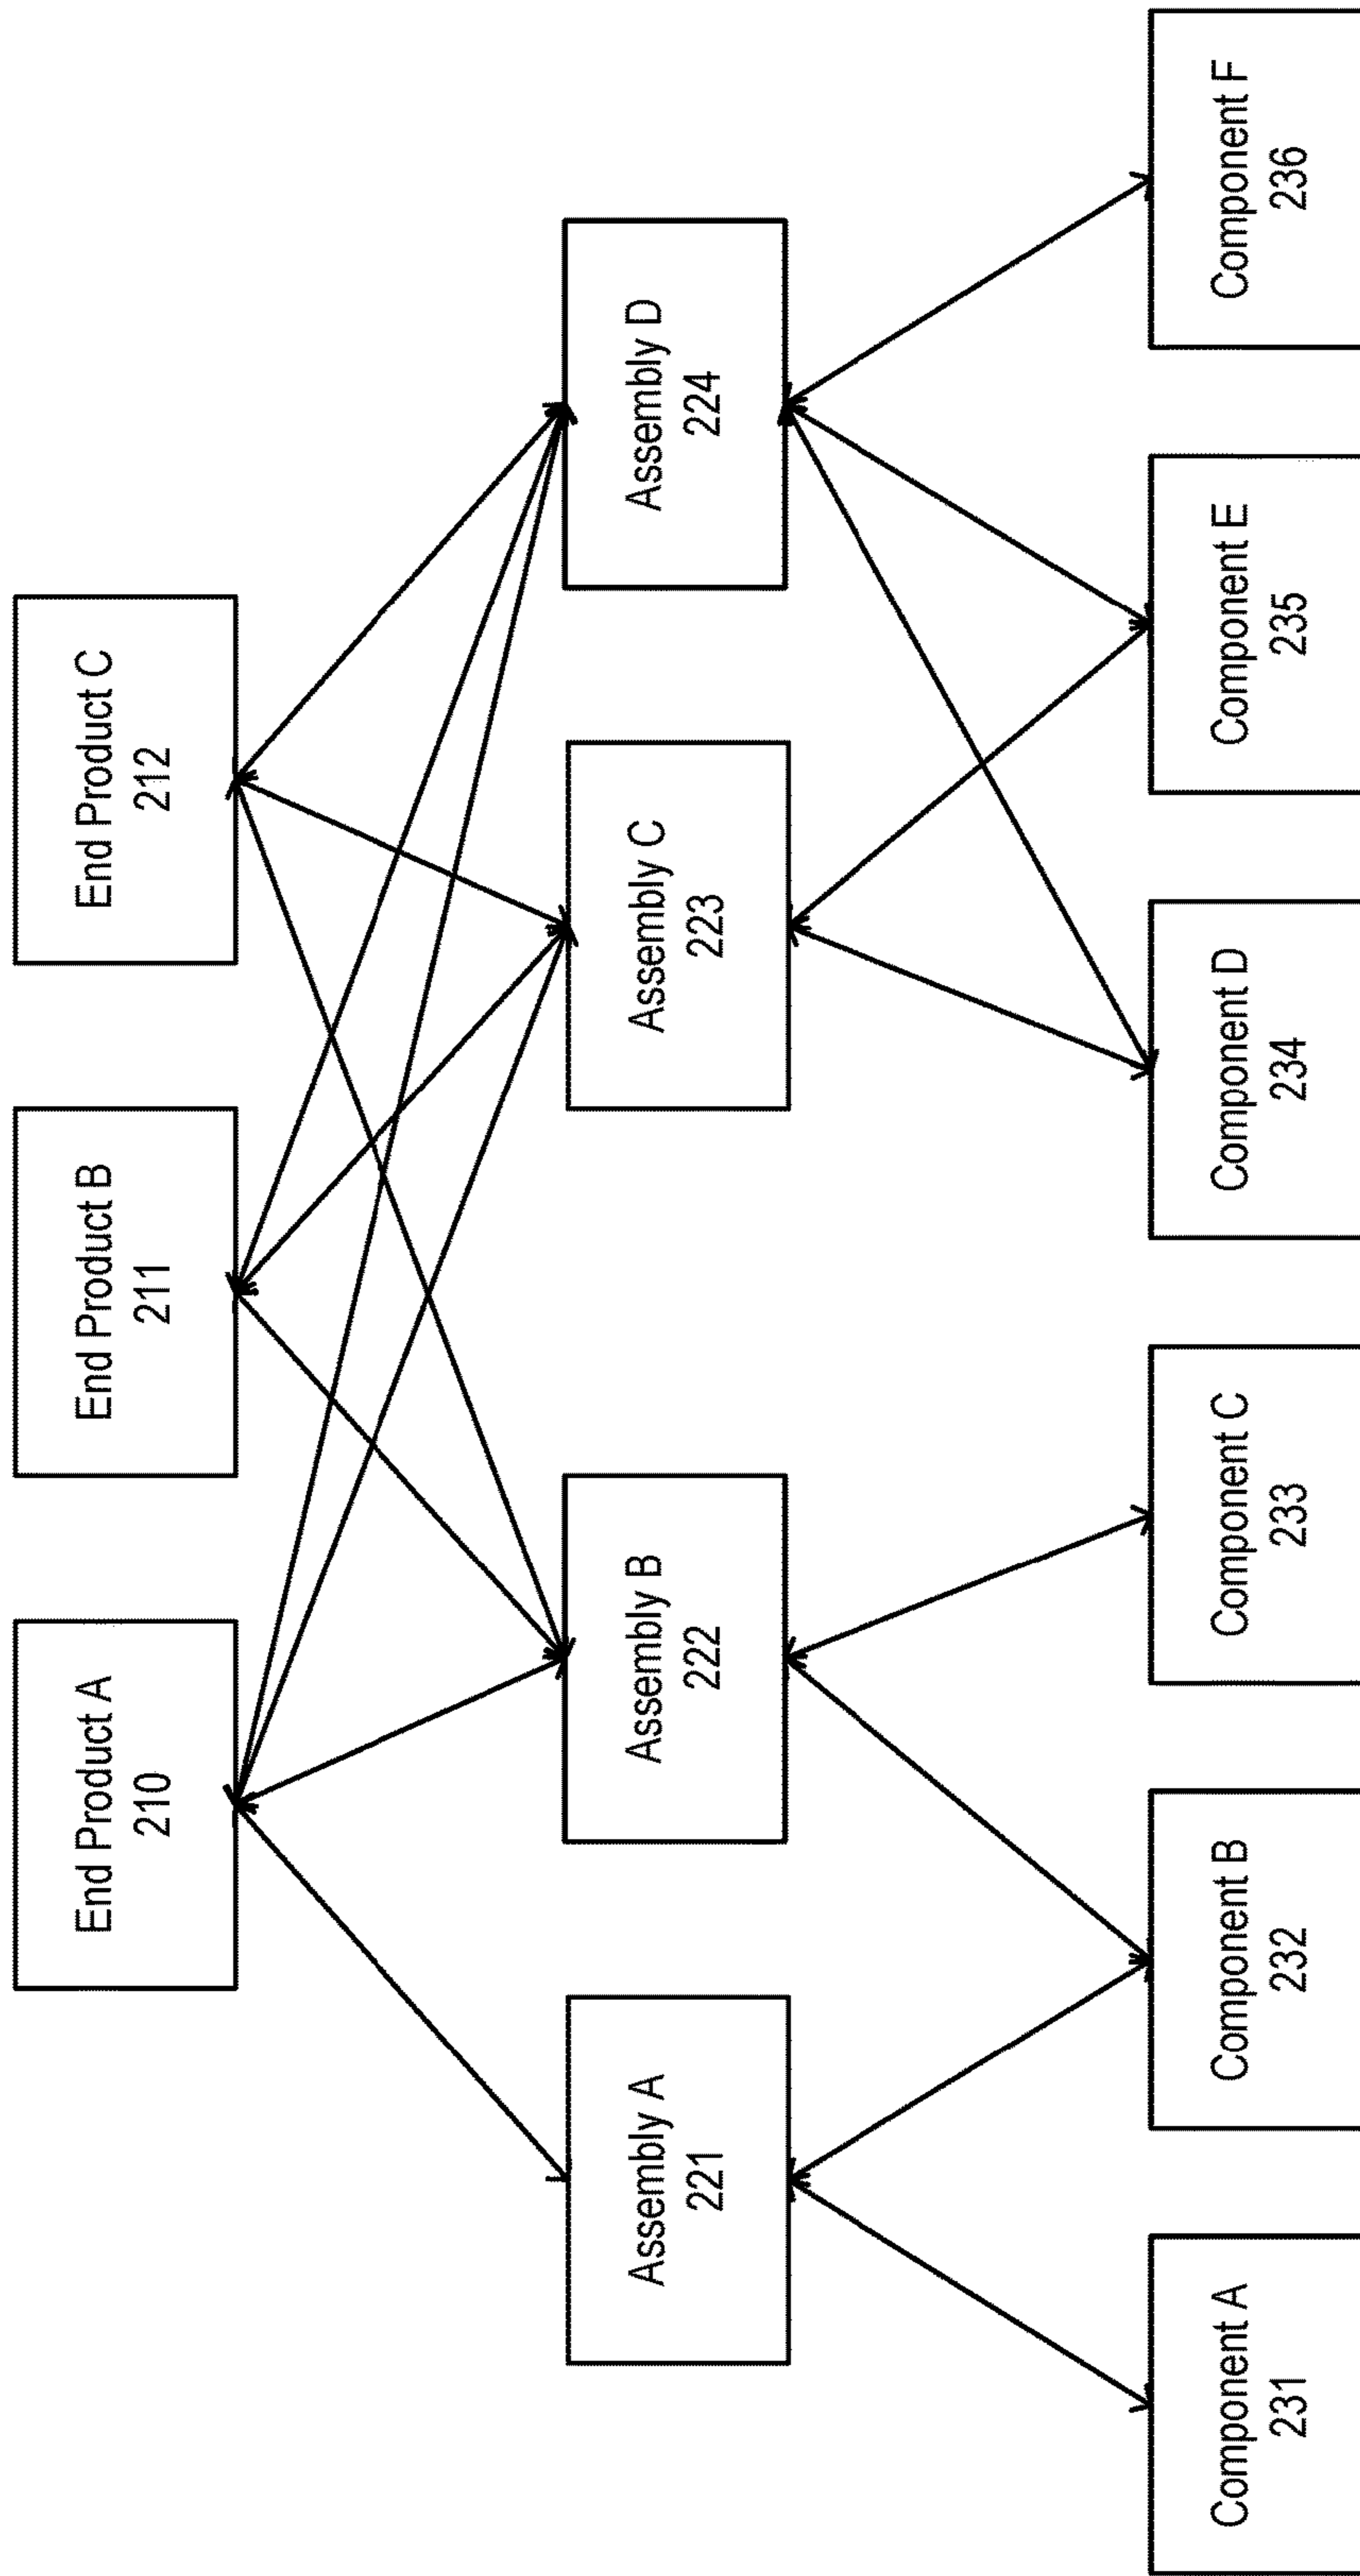 End Product A
210
End Product B
211
End Product C
212
Assembly A
221
Assembly B
222
Assembly C
223
Assembly D
224
Component A
231
Component B
232
Component C
233
Component D
234
Component E
235
Component F
236